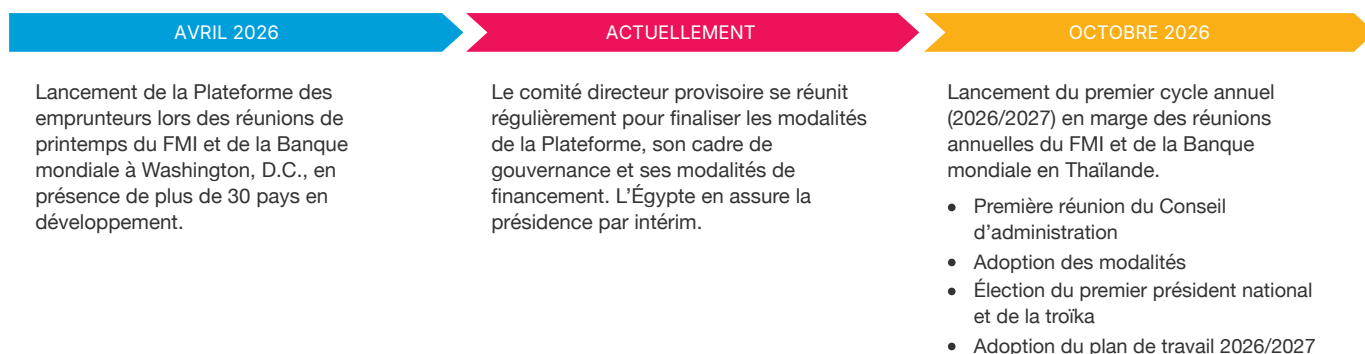 AVRIL 2026
Lancement de la Plateforme des
emprunteurs lors des réunions de
printemps du FMI et de la Banque
mondiale à Washington, D.C., en
présence de plus de 30 pays en
développement.
ACTUELLEMENT
Le comité directeur provisoire se réunit
régulièrement pour finaliser les modalités
de la Plateforme, son cadre de
gouvernance et ses modalités de
financement. L’Égypte en assure la
présidence par intérim.
OCTOBRE 2026
Lancement du premier cycle annuel
(2026/2027) en marge des réunions
annuelles du FMI et de la Banque
mondiale en Thaïlande.
• Première réunion du Conseil
d’administration
• Adoption des modalités
• Élection du premier président national
et de la troïka
• Adoption du plan de travail 2026/2027